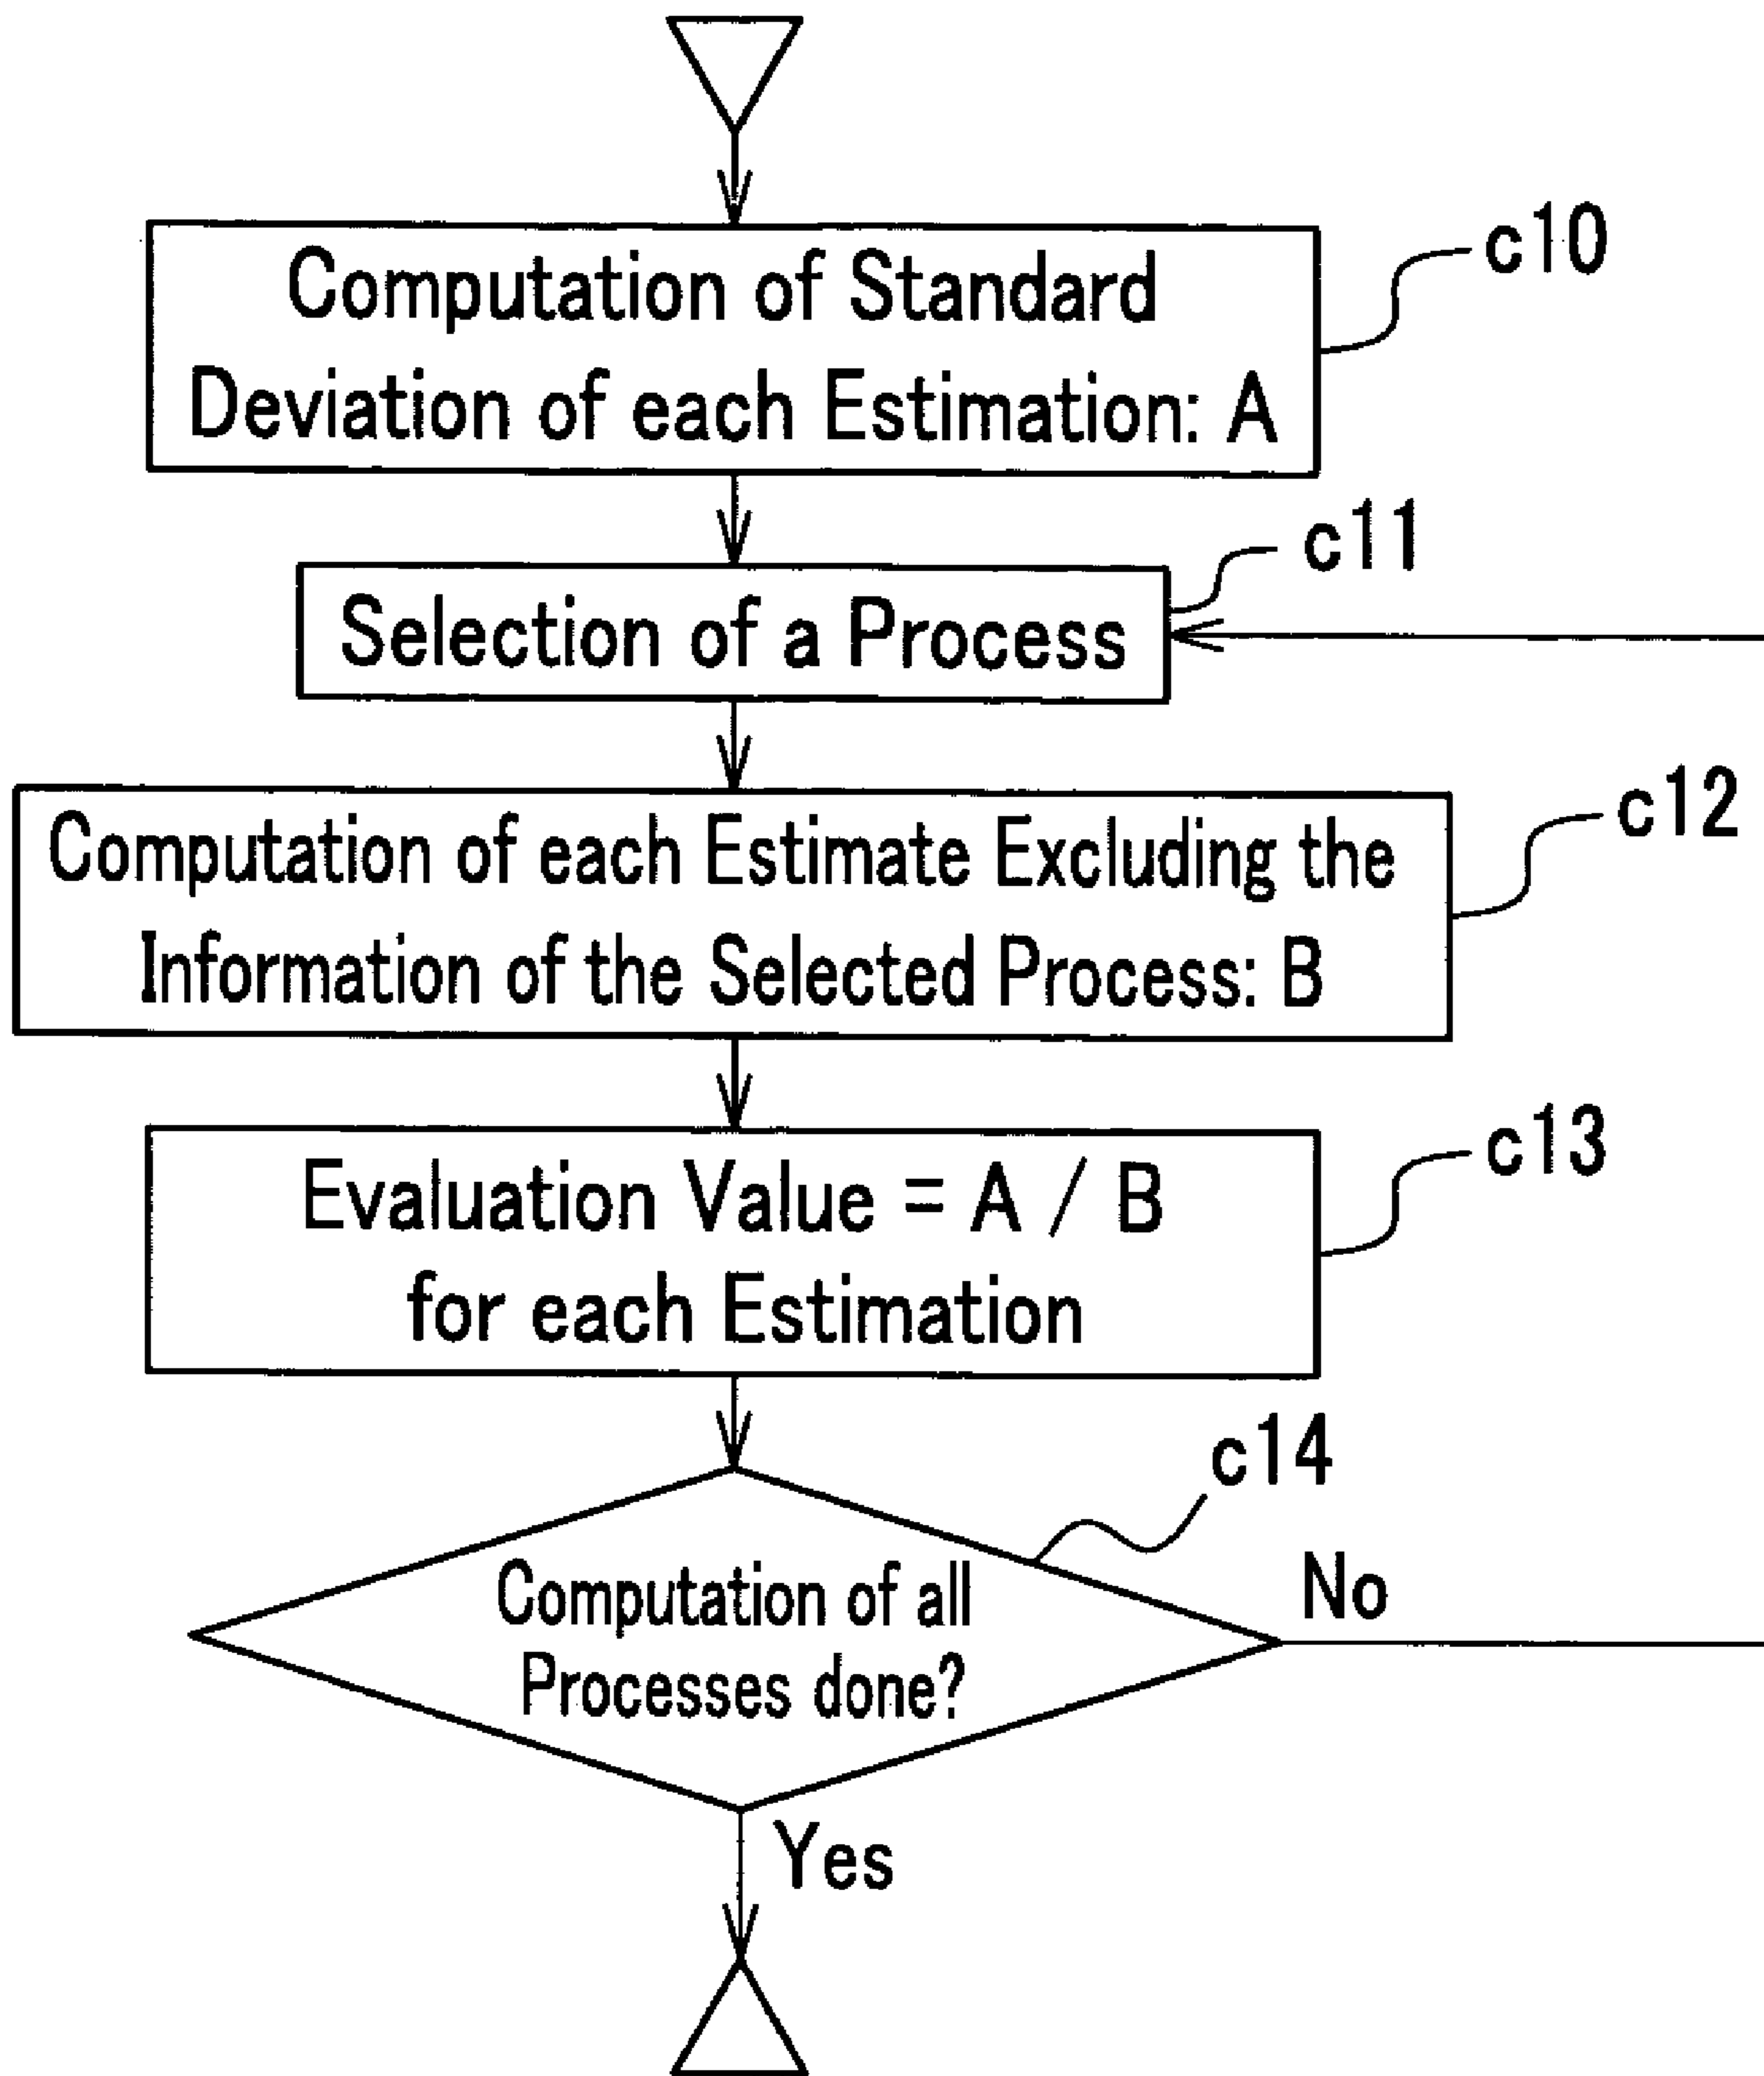 c10
Computation of Standard
Deviation of each Estimation: A
c11
Selection of a Process
c12
Computation of each Estimate Excluding the
Information of the Selected Process: B
c13
Evaluation Value = A / B
for each Estimation
c14
Computation of all
Processes done?
No
Yes